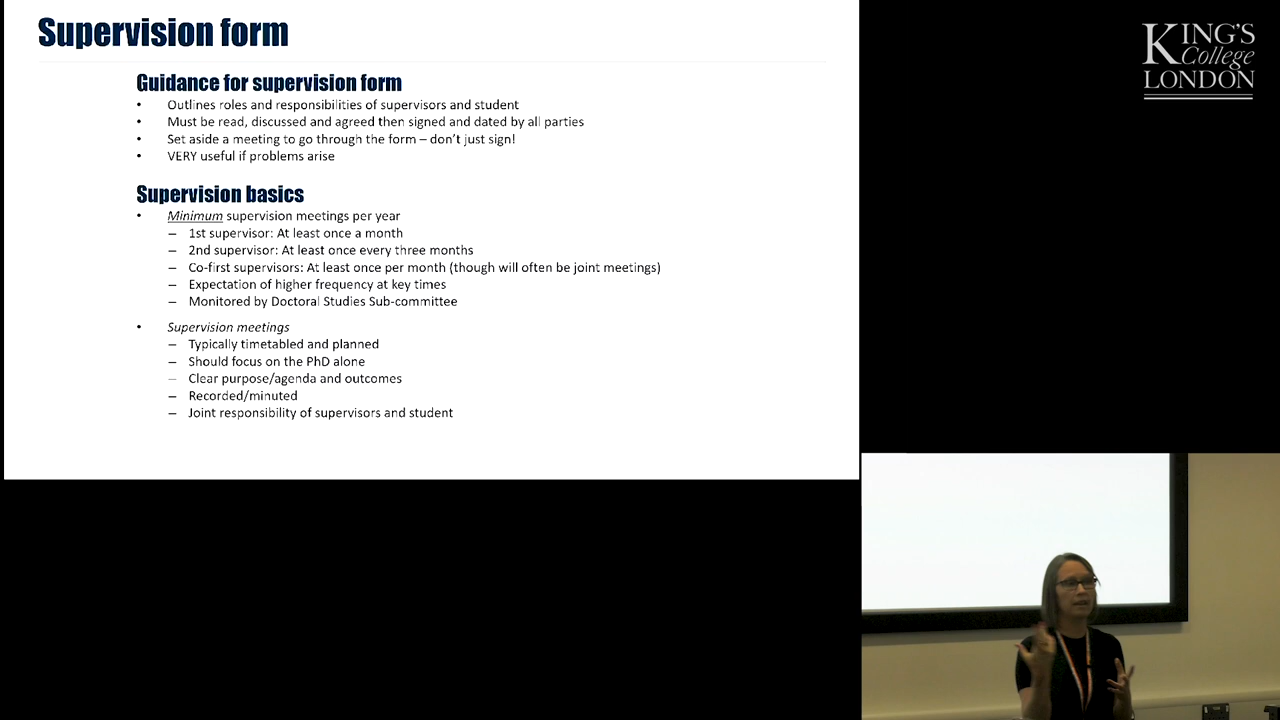 Supervision form
Guidance for supervision form
• Outlines roles and responsibilities of supervisors and student
• Must be read, discussed and agreed then signed and dated by all parties
• Set aside a meeting to go through the form – don't just sign!
• VERY useful if problems arise
Supervision basics
• Minimum supervision meetings per year
– 1st supervisor: At least once a month
– 2nd supervisor: At least once every three months
– Co-first supervisors: At least once per month (though will often be joint meetings)
– Expectation of higher frequency at key times
– Monitored by Doctoral Studies Sub-committee
• Supervision meetings
– Typically timetabled and planned
– Should focus on the PhD alone
– Clear purpose/agenda and outcomes
– Recorded/minuted
– Joint responsibility of supervisors and student
KING'S
College
LONDON